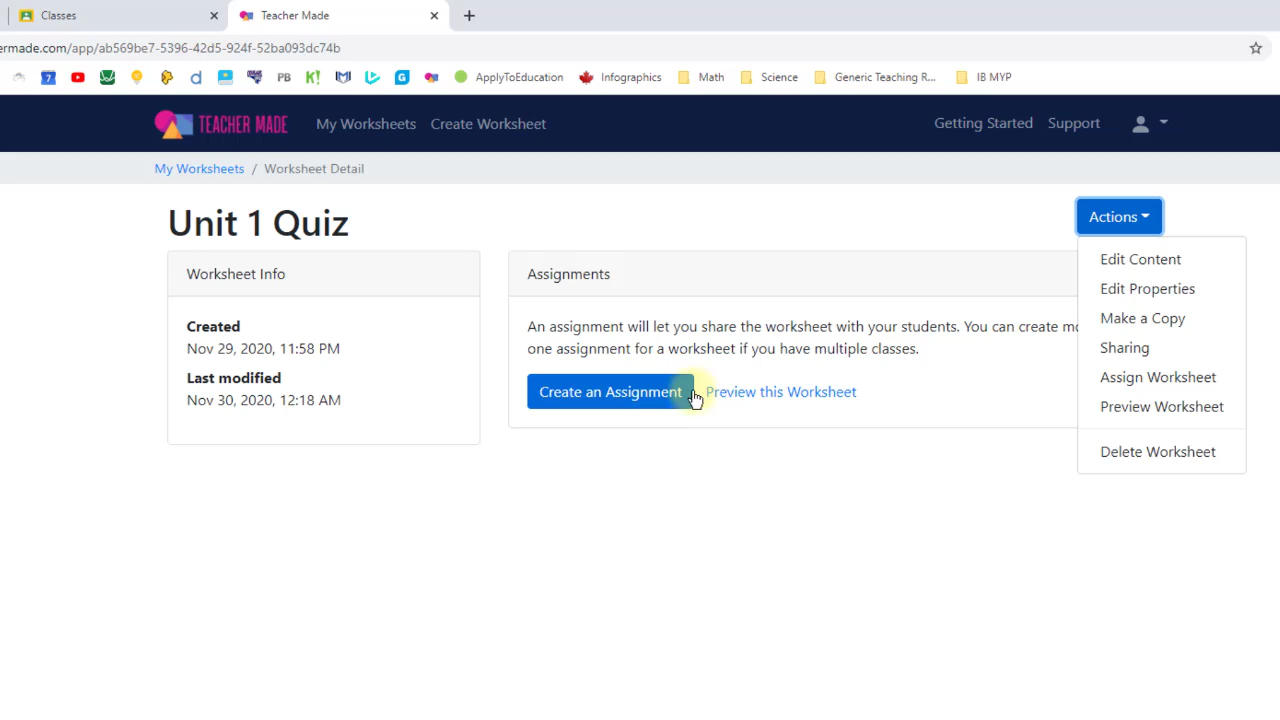 Classes
Teacher Made
ermade.com/app/ab569be7-5396-42d5-924f-52ba093dc74b
7 d PB K! G ApplyToEducation Infographics Math Science Generic Teaching R... IB MYP
TEACHER MADE My Worksheets Create Worksheet Getting Started Support
My Worksheets / Worksheet Detail
Unit 1 Quiz
Actions
Worksheet Info
Created
Nov 29, 2020, 11:58 PM
Last modified
Nov 30, 2020, 12:18 AM
Assignments
An assignment will let you share the worksheet with your students. You can create mo
one assignment for a worksheet if you have multiple classes.
Create an Assignment Preview this Worksheet
Edit Content
Edit Properties
Make a Copy
Sharing
Assign Worksheet
Preview Worksheet
Delete Worksheet